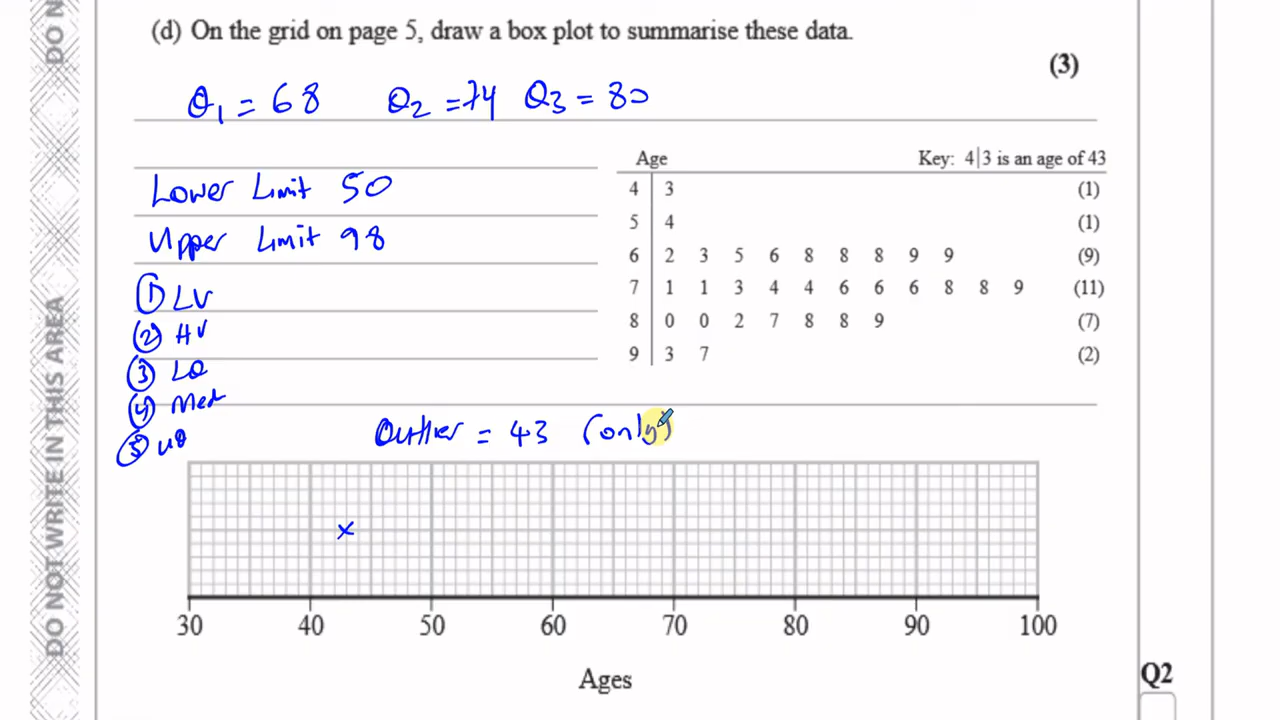 DO N
(d) On the grid on page 5, draw a box plot to summarise these data.
(3)
Q1 = 68 Q2 = 74 Q3 = 80
Lower Limit 50
Upper Limit 98
① LV
② HV
③ LQ
④ Med
⑤ UQ
Age Key: 4|3 is an age of 43
4 | 3 (1)
5 | 4 (1)
6 | 2 3 5 6 8 8 8 9 9 (9)
7 | 1 1 3 4 4 6 6 6 8 8 9 (11)
8 | 0 0 2 7 8 8 9 (7)
9 | 3 7 (2)
Outlier = 43 (only)
x
30 40 50 60 70 80 90 100
Ages
Q2
DO NOT WRITE IN THIS AREA